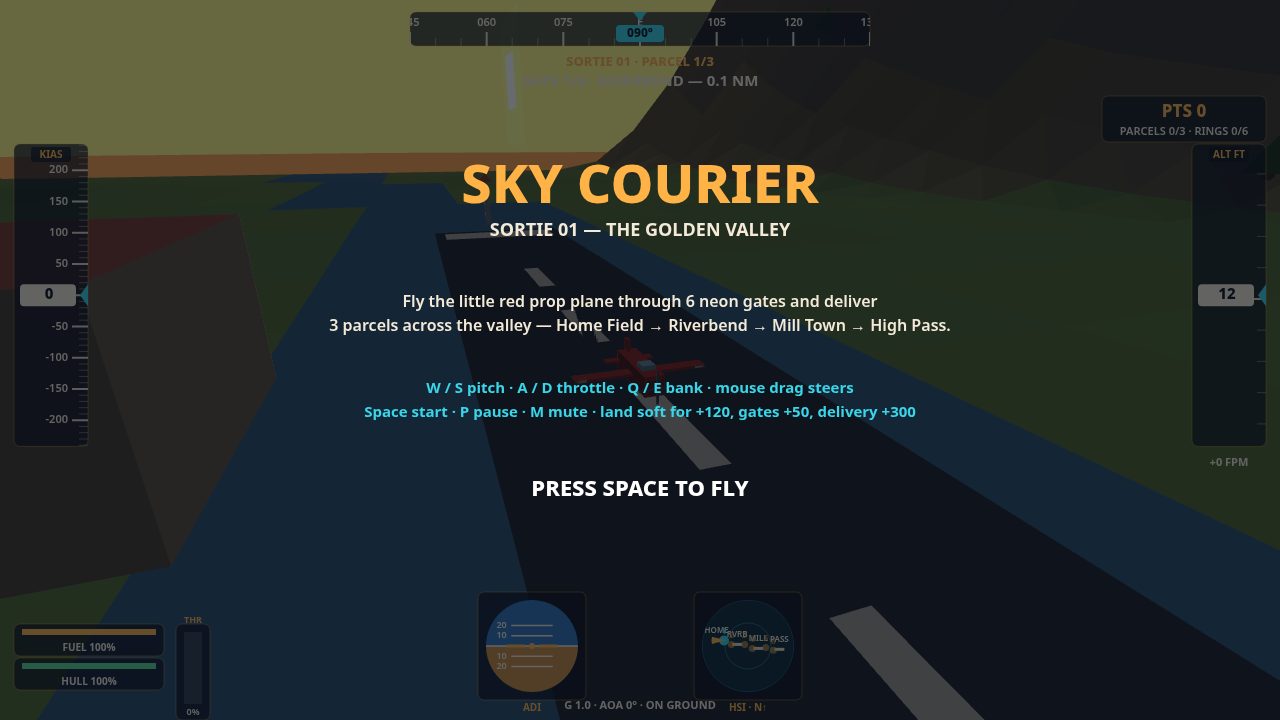 060 075 E 105 120
090°
SORTIE 01 · PARCEL 1/3
— 0.1 NM
PTS 0
PARCELS 0/3 · RINGS 0/6
KIAS
200
150
100
50
0
-50
-100
-150
-200
ALT FT
12
+0 FPM
SKY COURIER
SORTIE 01 — THE GOLDEN VALLEY
Fly the little red prop plane through 6 neon gates and deliver
3 parcels across the valley — Home Field → Riverbend → Mill Town → High Pass.
W / S pitch · A / D throttle · Q / E bank · mouse drag steers
Space start · P pause · M mute · land soft for +120, gates +50, delivery +300
PRESS SPACE TO FLY
FUEL 100%
HULL 100%
THR
0%
20
10
10
20
ADI
G 1.0 · AOA 0° · ON GROUND
HOME RVRB MILL PASS
HSI · N↑